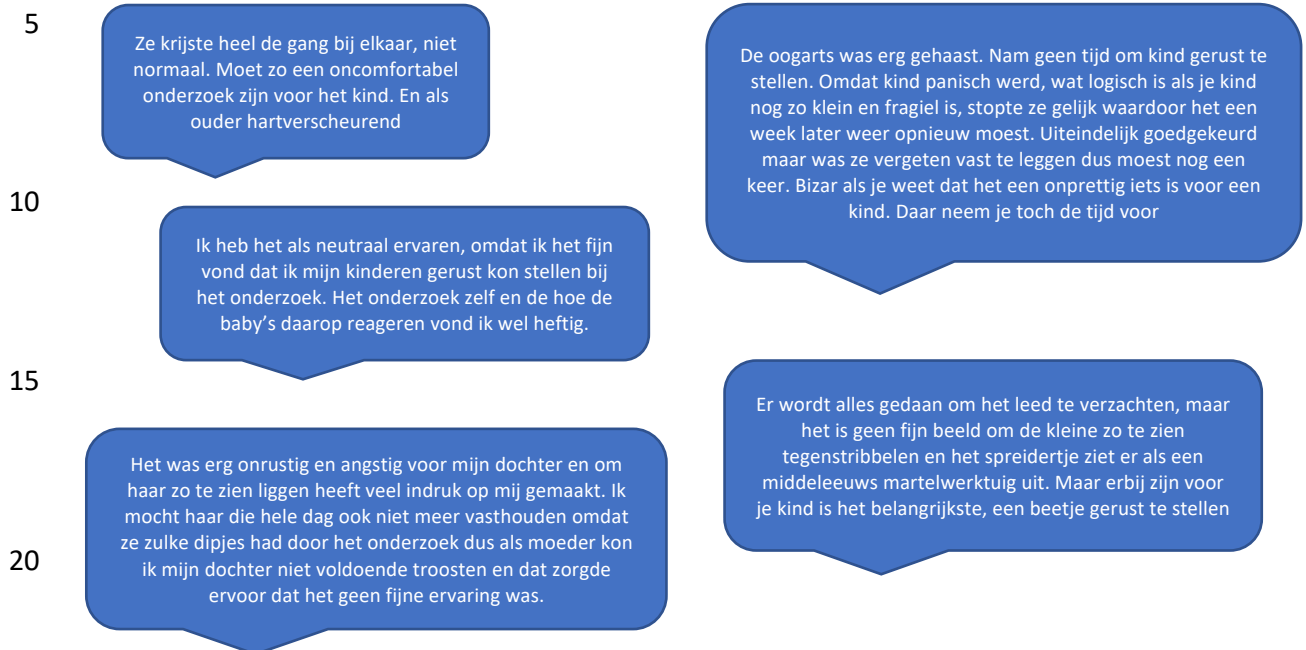 5
Ze krijste heel de gang bij elkaar, niet
normaal. Moet zo een oncomfortabel
onderzoek zijn voor het kind. En als
ouder hartverscheurend
De oogarts was erg gehaast. Nam geen tijd om kind gerust te
stellen. Omdat kind panisch werd, wat logisch is als je kind
nog zo klein en fragiel is, stopte ze gelijk waardoor het een
week later weer opnieuw moest. Uiteindelijk goedgekeurd
maar was ze vergeten vast te leggen dus moest nog een
keer. Bizar als je weet dat het een onprettig iets is voor een
kind. Daar neem je toch de tijd voor
10
Ik heb het als neutraal ervaren, omdat ik het fijn
vond dat ik mijn kinderen gerust kon stellen bij
het onderzoek. Het onderzoek zelf en de hoe de
baby's daarop reageren vond ik wel heftig.
15
Er wordt alles gedaan om het leed te verzachten, maar
het is geen fijn beeld om de kleine zo te zien
tegenstribbelen en het spreidertje ziet er als een
middeleeuws martelwerktuig uit. Maar erbij zijn voor
je kind is het belangrijkste, een beetje gerust te stellen
Het was erg onrustig en angstig voor mijn dochter en om
haar zo te zien liggen heeft veel indruk op mij gemaakt. Ik
mocht haar die hele dag ook niet meer vasthouden omdat
ze zulke dipjes had door het onderzoek dus als moeder kon
ik mijn dochter niet voldoende troosten en dat zorgde
ervoor dat het geen fijne ervaring was.
20